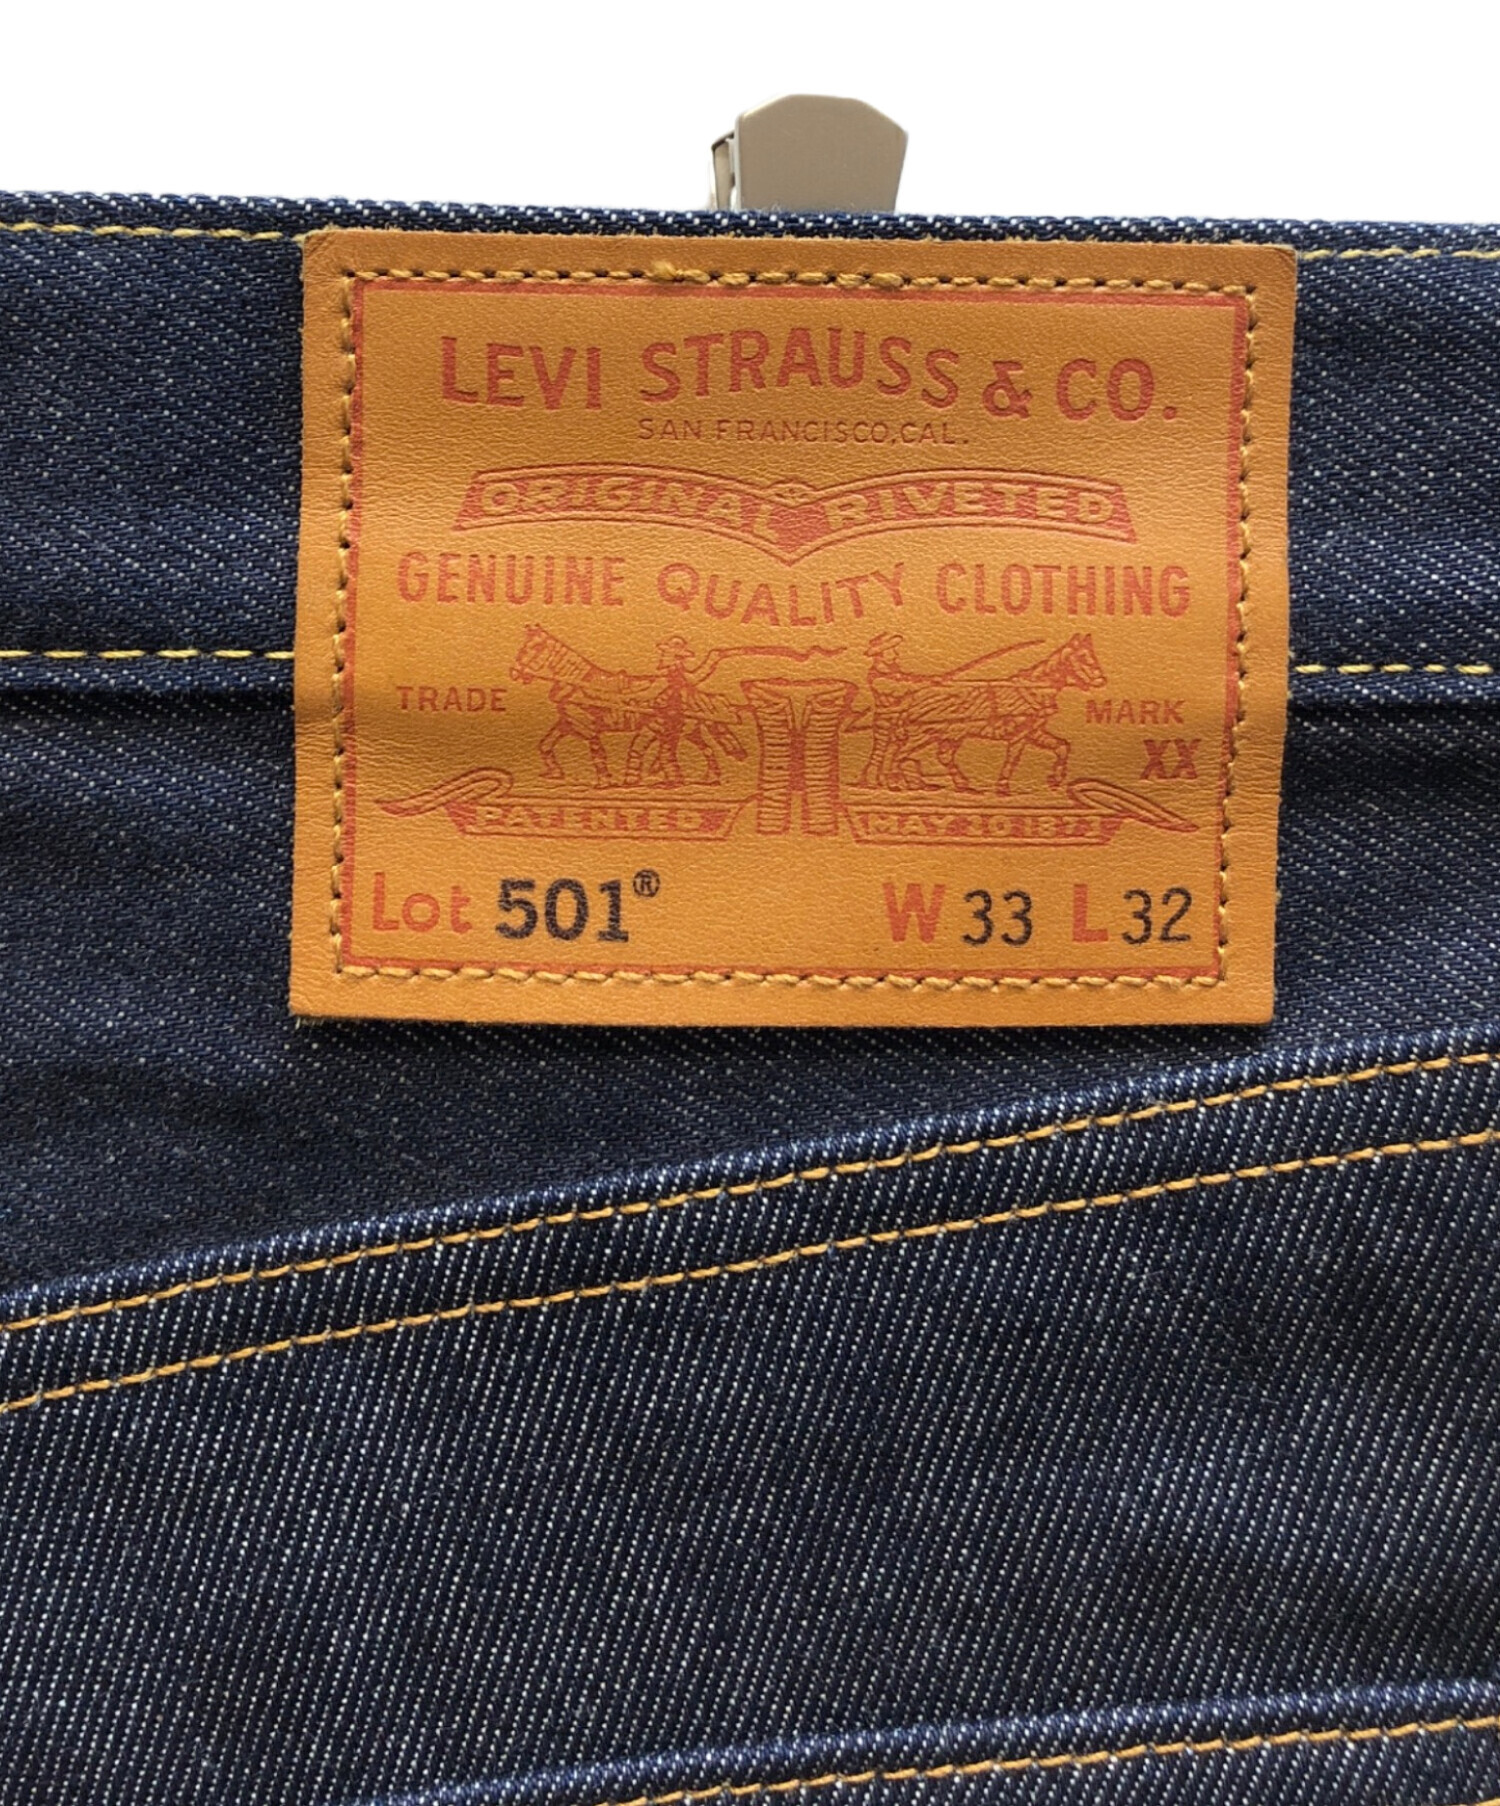 LEVI STRAUSS & CO.
SAN FRANCISCO, CAL.
ORIGINAL RIVETED
GENUINE QUALITY CLOTHING
TRADE MARK
XX
PATENTED MAY 20 1873
Lot 501® W 33 L 32